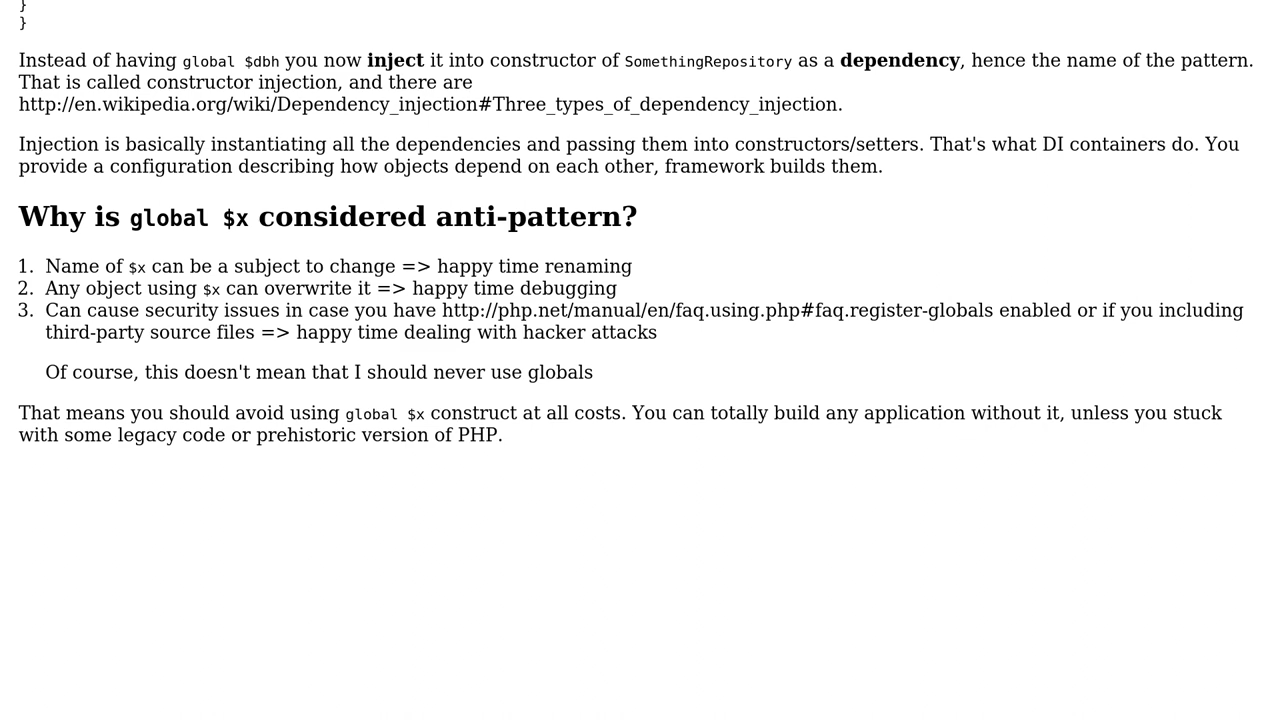 }
}
Instead of having global $dbh you now inject it into constructor of SomethingRepository as a dependency, hence the name of the pattern.
That is called constructor injection, and there are
http://en.wikipedia.org/wiki/Dependency_injection#Three_types_of_dependency_injection.
Injection is basically instantiating all the dependencies and passing them into constructors/setters. That's what DI containers do. You
provide a configuration describing how objects depend on each other, framework builds them.
Why is global $x considered anti-pattern?
1. Name of $x can be a subject to change => happy time renaming
2. Any object using $x can overwrite it => happy time debugging
3. Can cause security issues in case you have http://php.net/manual/en/faq.using.php#faq.register-globals enabled or if you including
third-party source files => happy time dealing with hacker attacks
Of course, this doesn't mean that I should never use globals
That means you should avoid using global $x construct at all costs. You can totally build any application without it, unless you stuck
with some legacy code or prehistoric version of PHP.